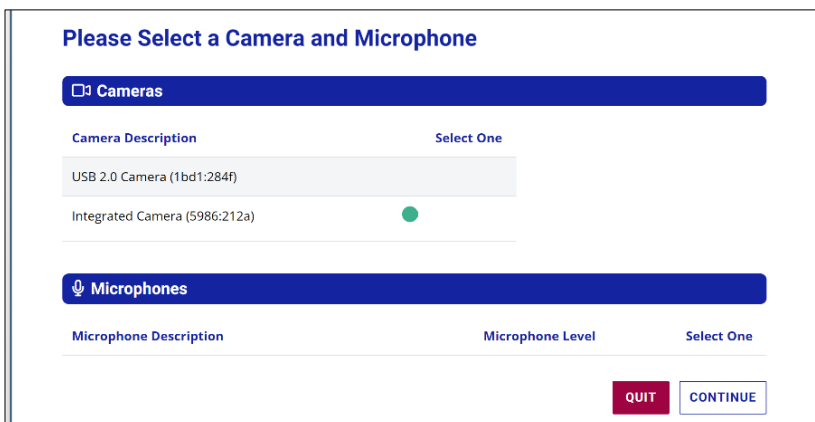 Please Select a Camera and Microphone
Cameras
Camera Description Select One
USB 2.0 Camera (1bd1:284f)
Integrated Camera (5986:212a)
Microphones
Microphone Description Microphone Level Select One
QUIT CONTINUE